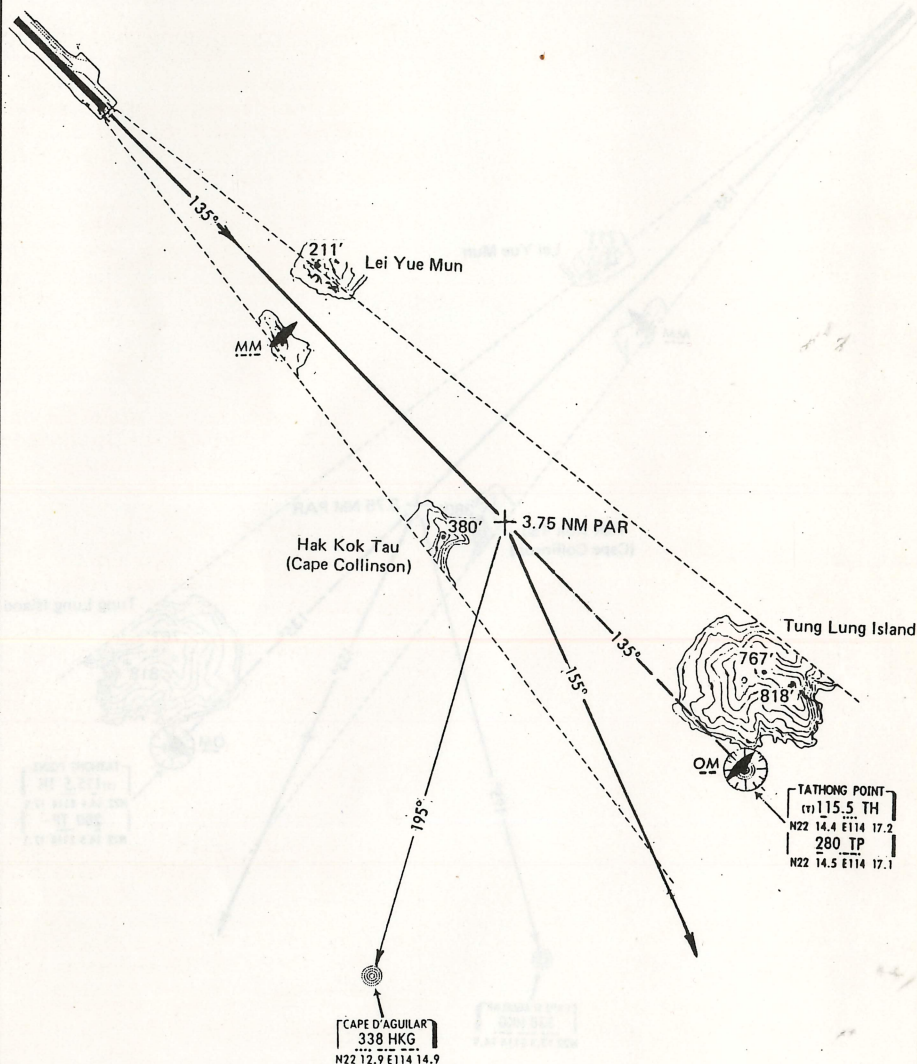 135°
211'
Lei Yue Mun
MM
380'
3.75 NM PAR
Hak Kok Tau
(Cape Collinson)
135°
155°
Tung Lung Island
767'
818'
OM
TATHONG POINT
(T) 115.5 TH
N22 14.4 E114 17.2
280 TP
N22 14.5 E114 17.1
195°
CAPE D'AGUILAR
338 HKG
N22 12.9 E114 14.9